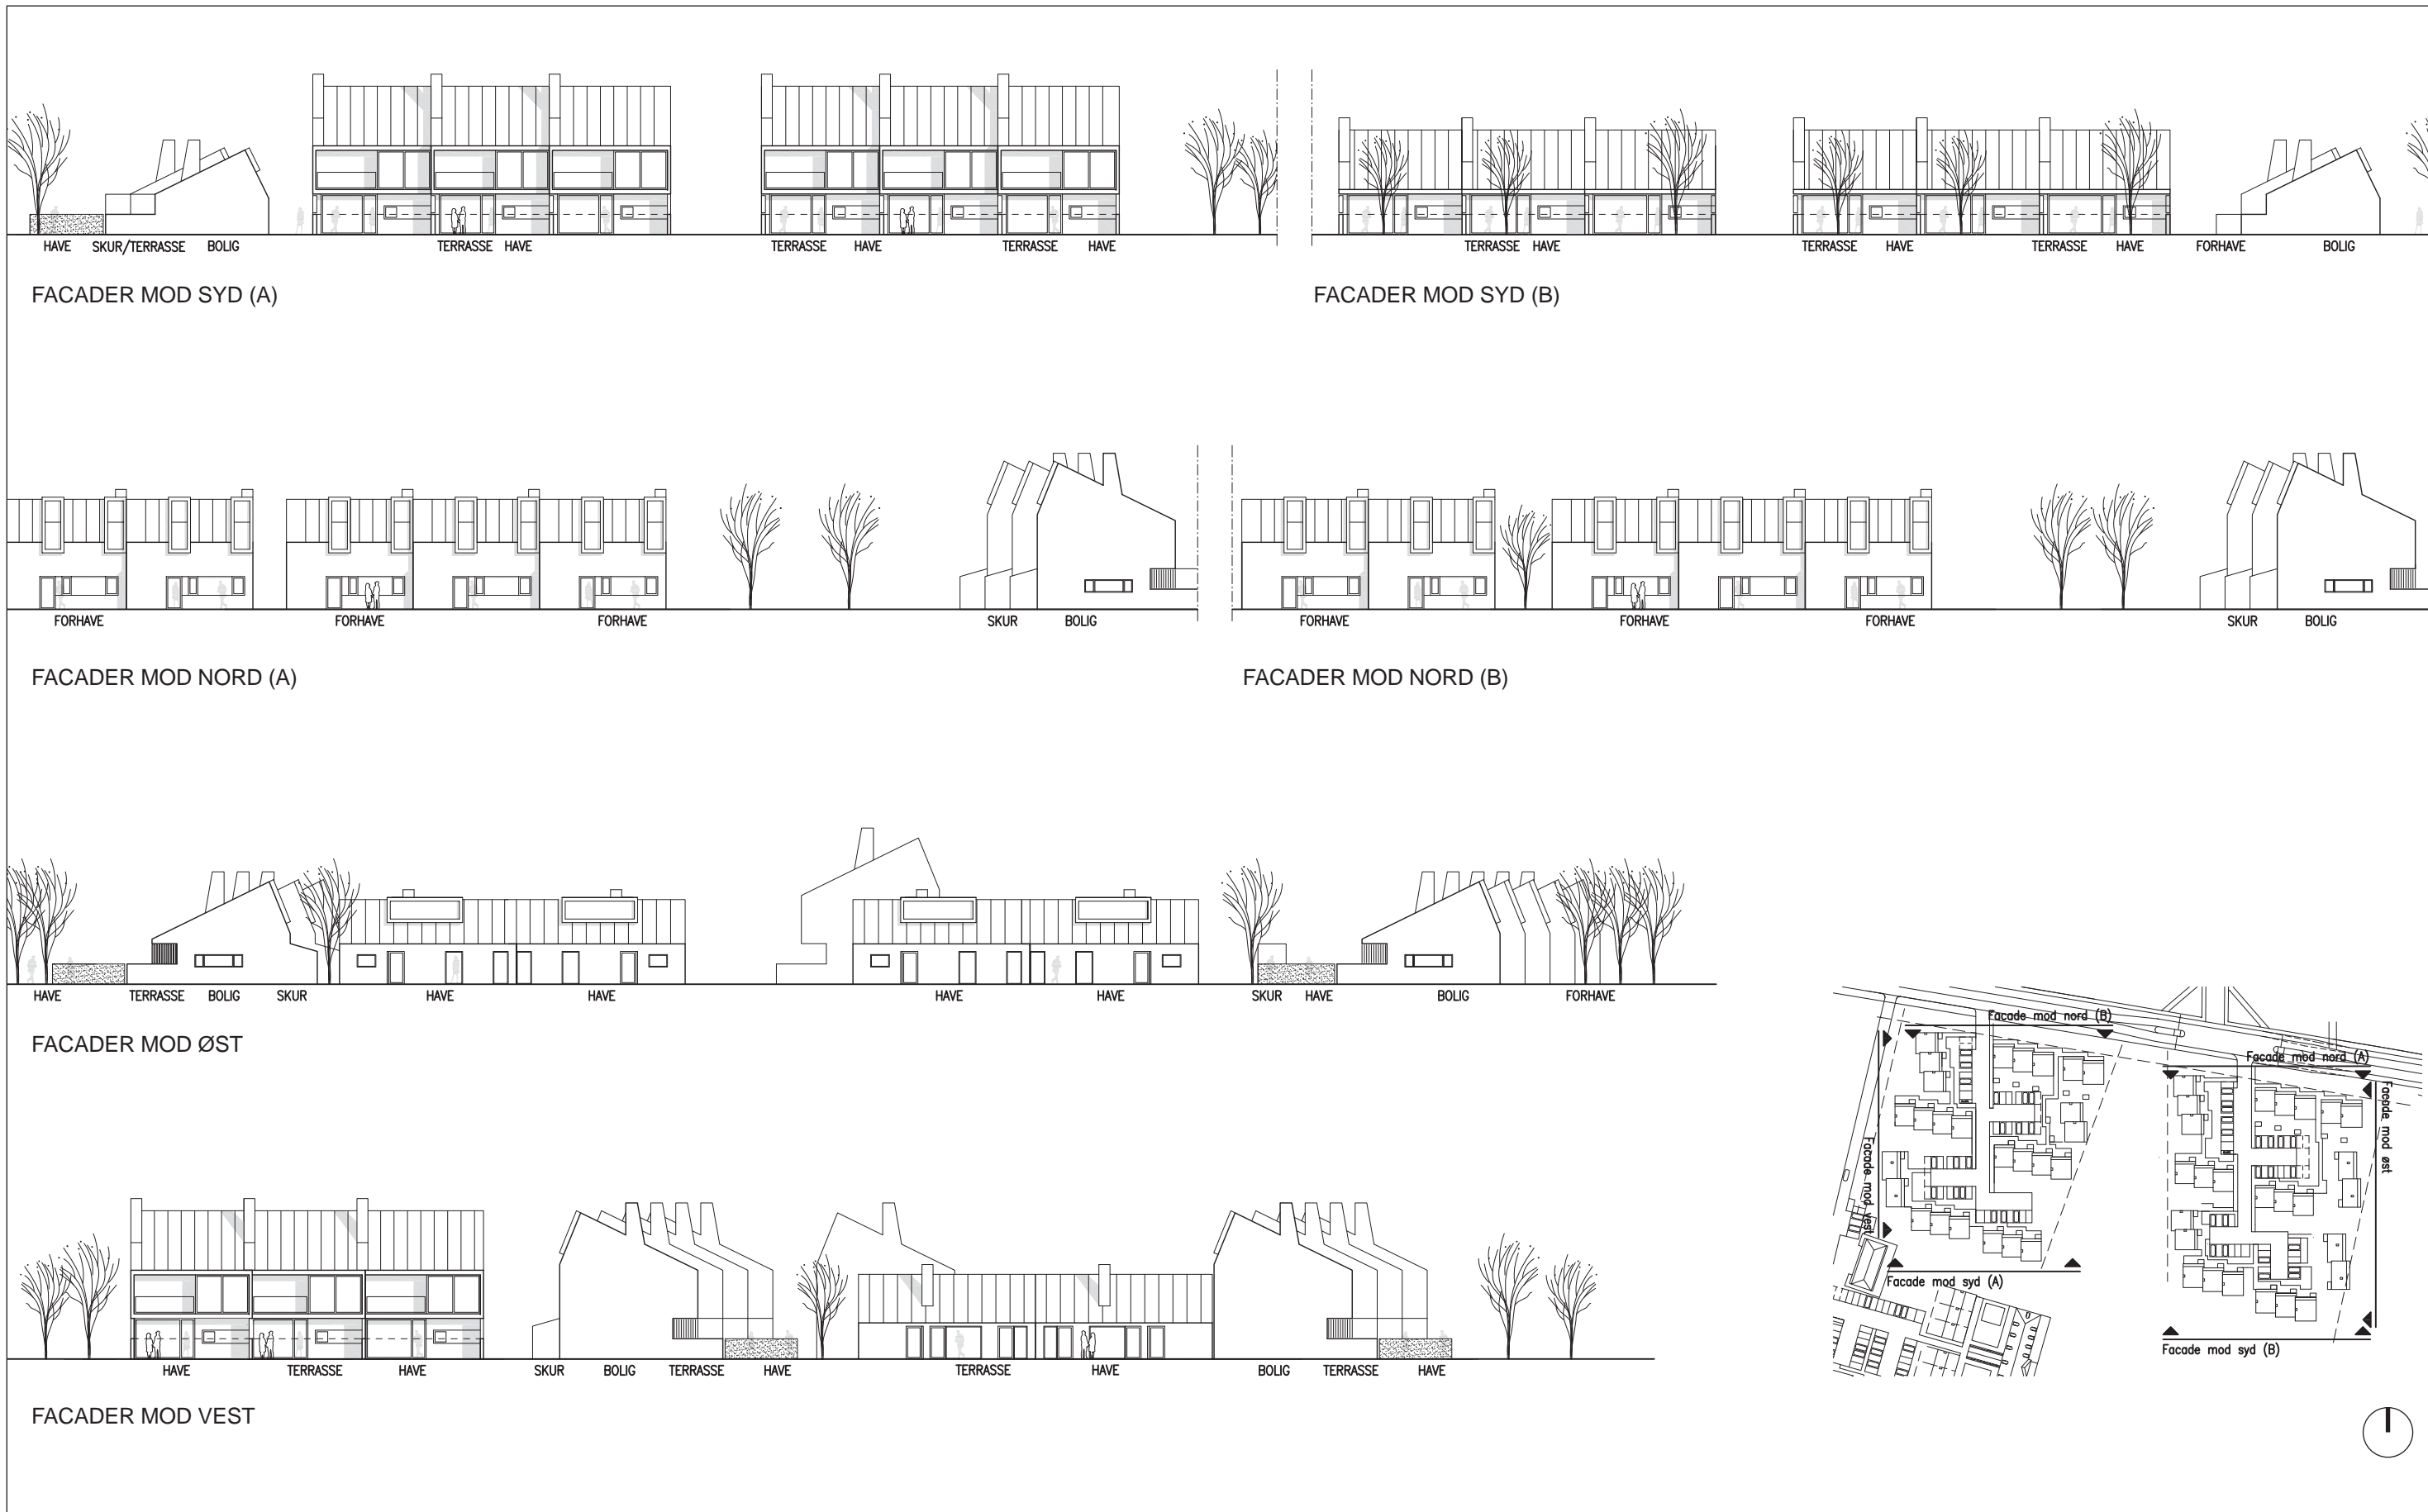 HAVE SKUR/TERRASSE BOLIG TERRASSE HAVE TERRASSE HAVE TERRASSE HAVE
TERRASSE HAVE TERRASSE HAVE TERRASSE HAVE FORHAVE BOLIG
FACADER MOD SYD (A)
FACADER MOD SYD (B)
FORHAVE FORHAVE FORHAVE SKUR BOLIG
FORHAVE FORHAVE FORHAVE SKUR BOLIG
FACADER MOD NORD (A)
FACADER MOD NORD (B)
HAVE TERRASSE BOLIG SKUR HAVE HAVE HAVE HAVE SKUR HAVE BOLIG FORHAVE
FACADER MOD ØST
Facade mod nord (B)
Facade mod nord (A)
Facade mod øst
Facade mod vest
Facade mod syd (A)
Facade mod syd (B)
HAVE TERRASSE HAVE SKUR BOLIG TERRASSE HAVE TERRASSE HAVE BOLIG TERRASSE HAVE
FACADER MOD VEST